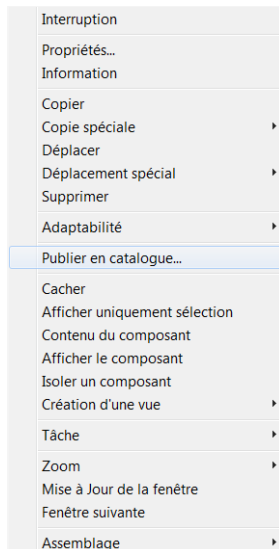 Interruption
Propriétés...
Information
Copier
Copie spéciale
Déplacer
Déplacement spécial
Supprimer
Adaptabilité
Publier en catalogue...
Cacher
Afficher uniquement sélection
Contenu du composant
Afficher le composant
Isoler un composant
Création d'une vue
Tâche
Zoom
Mise à Jour de la fenêtre
Fenêtre suivante
Assemblage